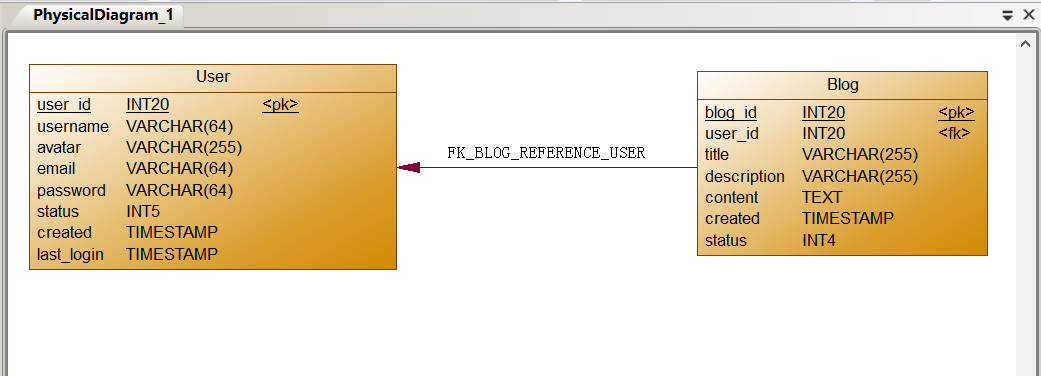 PhysicalDiagram_1
User
user_id INT20 <pk>
username VARCHAR(64)
avatar VARCHAR(255)
email VARCHAR(64)
password VARCHAR(64)
status INT5
created TIMESTAMP
last_login TIMESTAMP
FK_BLOG_REFERENCE_USER
Blog
blog_id INT20 <pk>
user_id INT20 <fk>
title VARCHAR(255)
description VARCHAR(255)
content TEXT
created TIMESTAMP
status INT4